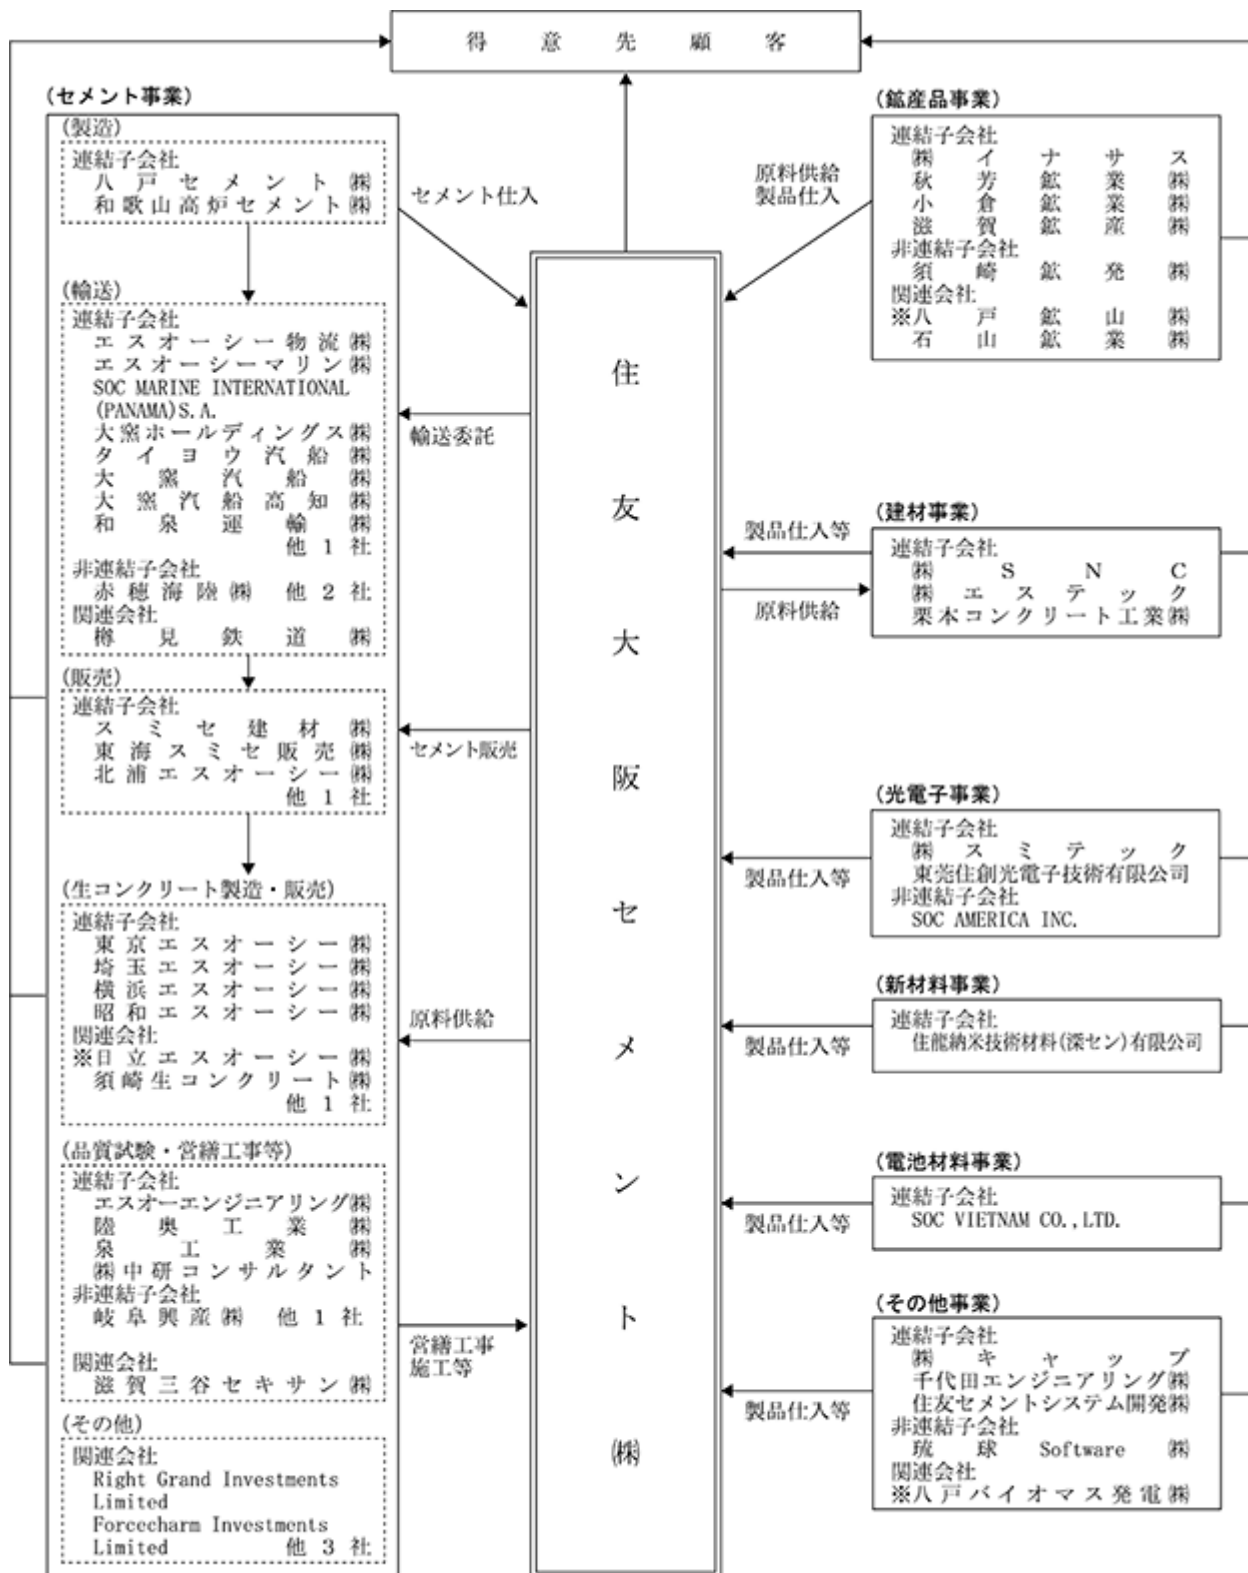 得意先顧客
(セメント事業)
(製造)
連結子会社
八戸セメント㈱
和歌山高炉セメント㈱
(輸送)
連結子会社
エスオーシー物流㈱
エスオーシーマリン㈱
SOC MARINE INTERNATIONAL
(PANAMA)S.A.
大窯ホールディングス㈱
タイヨウ汽船㈱
大窯汽船㈱
大窯汽船高知㈱
和泉運輸㈱
他1社
非連結子会社
赤穂海陸㈱ 他2社
関連会社
樽見鉄道㈱
(販売)
連結子会社
スミセ建材㈱
東海スミセ販売㈱
北浦エスオーシー㈱
他1社
(生コンクリート製造・販売)
連結子会社
東京エスオーシー㈱
埼玉エスオーシー㈱
横浜エスオーシー㈱
昭和エスオーシー㈱
関連会社
※日立エスオーシー㈱
須崎生コンクリート㈱
他1社
(品質試験・営繕工事等)
連結子会社
エスオーエンジニアリング㈱
陸奥工業㈱
泉工業㈱
㈱中研コンサルタント
非連結子会社
岐阜興産㈱ 他1社
関連会社
滋賀三谷セキサン㈱
(その他)
関連会社
Right Grand Investments
Limited
Forcecharm Investments
Limited 他3社
セメント仕入
輸送委託
セメント販売
原料供給
営繕工事
施工等
住友大阪セメント㈱
原料供給
製品仕入
製品仕入等
原料供給
製品仕入等
製品仕入等
製品仕入等
製品仕入等
(鉱産品事業)
連結子会社
㈱イナサス
秋芳鉱業㈱
小倉鉱業㈱
滋賀鉱産㈱
非連結子会社
須崎鉱発㈱
関連会社
※八戸鉱山㈱
石山鉱業㈱
(建材事業)
連結子会社
㈱SNC
㈱エステック
栗本コンクリート工業㈱
(光電子事業)
連結子会社
㈱スミテック
東莞住創光電子技術有限公司
非連結子会社
SOC AMERICA INC.
(新材料事業)
連結子会社
住龍納米技術材料(深セン)有限公司
(電池材料事業)
連結子会社
SOC VIETNAM CO.,LTD.
(その他事業)
連結子会社
㈱キャップ
千代田エンジニアリング㈱
住友セメントシステム開発㈱
非連結子会社
琉球 Software ㈱
関連会社
※八戸バイオマス発電㈱